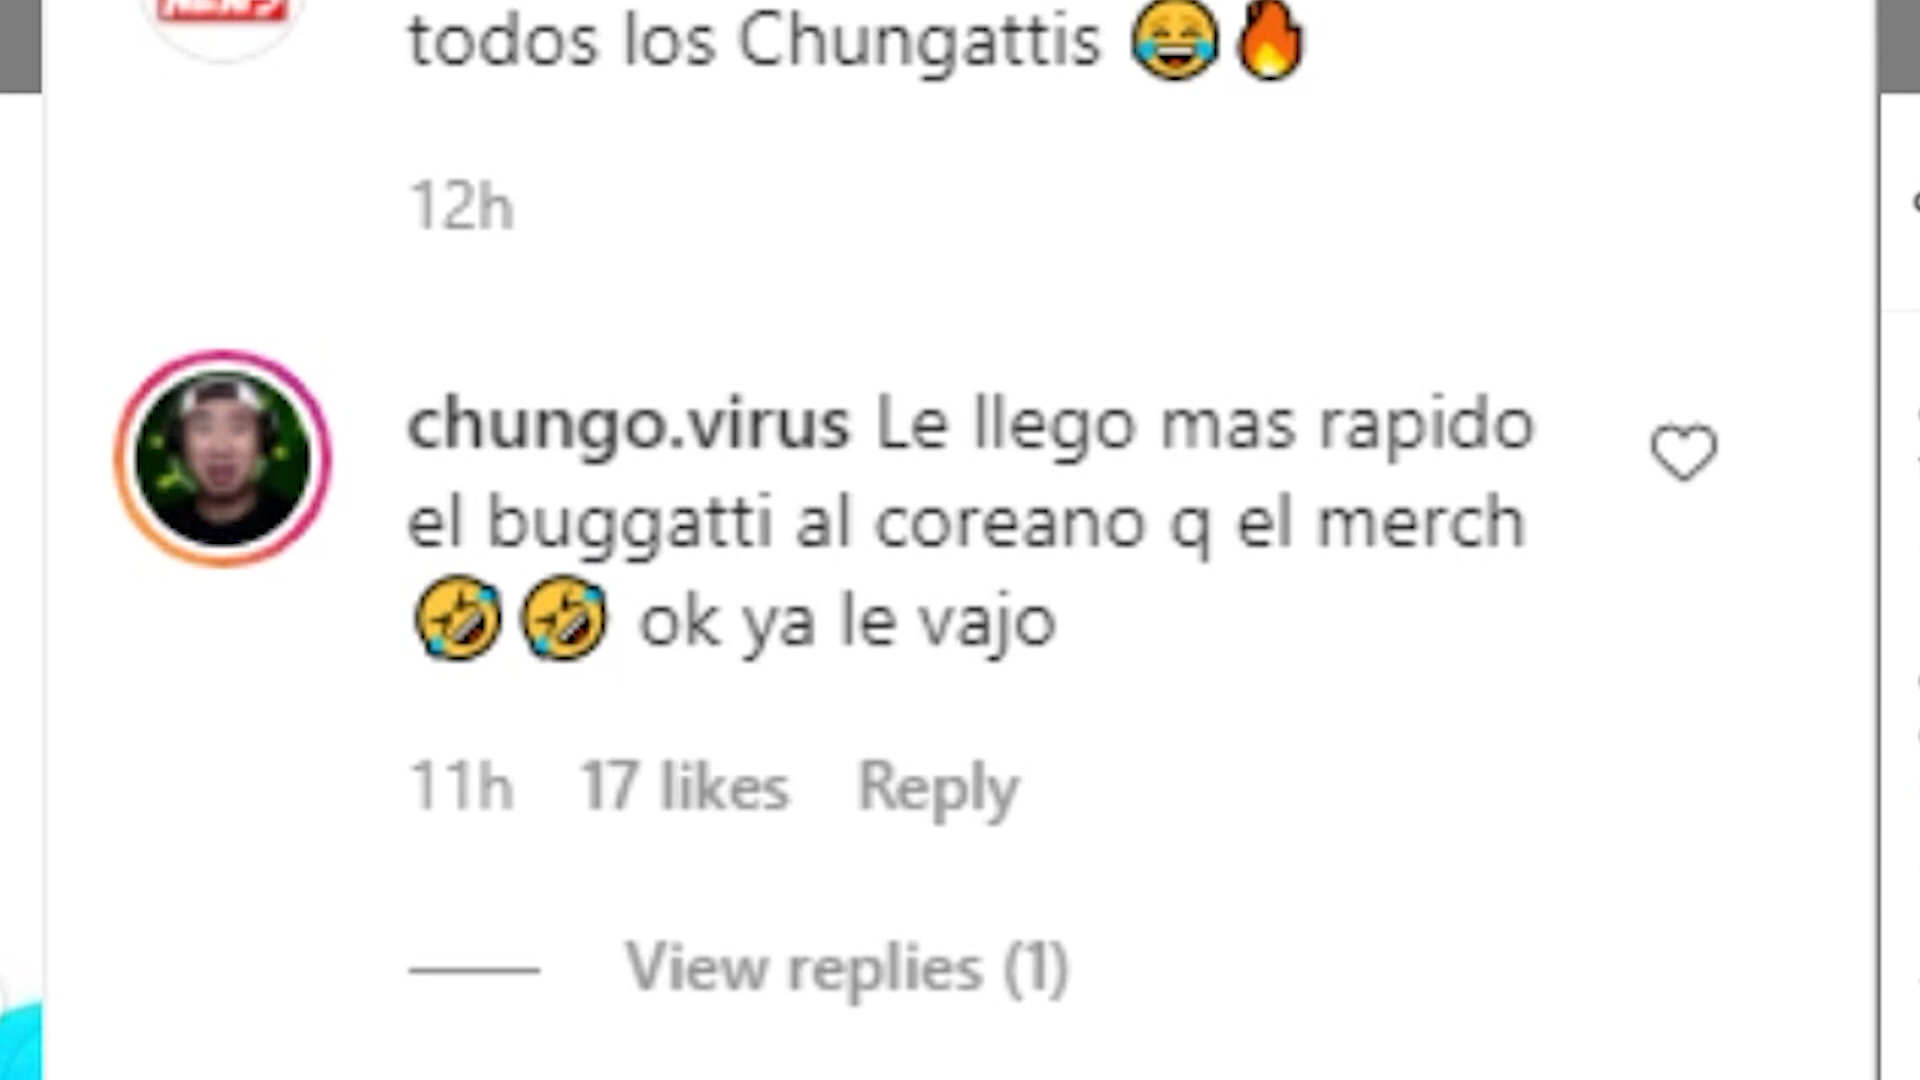 todos los Chungattis 😂🔥
12h
chungo.virus Le llego mas rapido
el buggatti al coreano q el merch
🤣🤣 ok ya le vajo
11h 17 likes Reply
View replies (1)